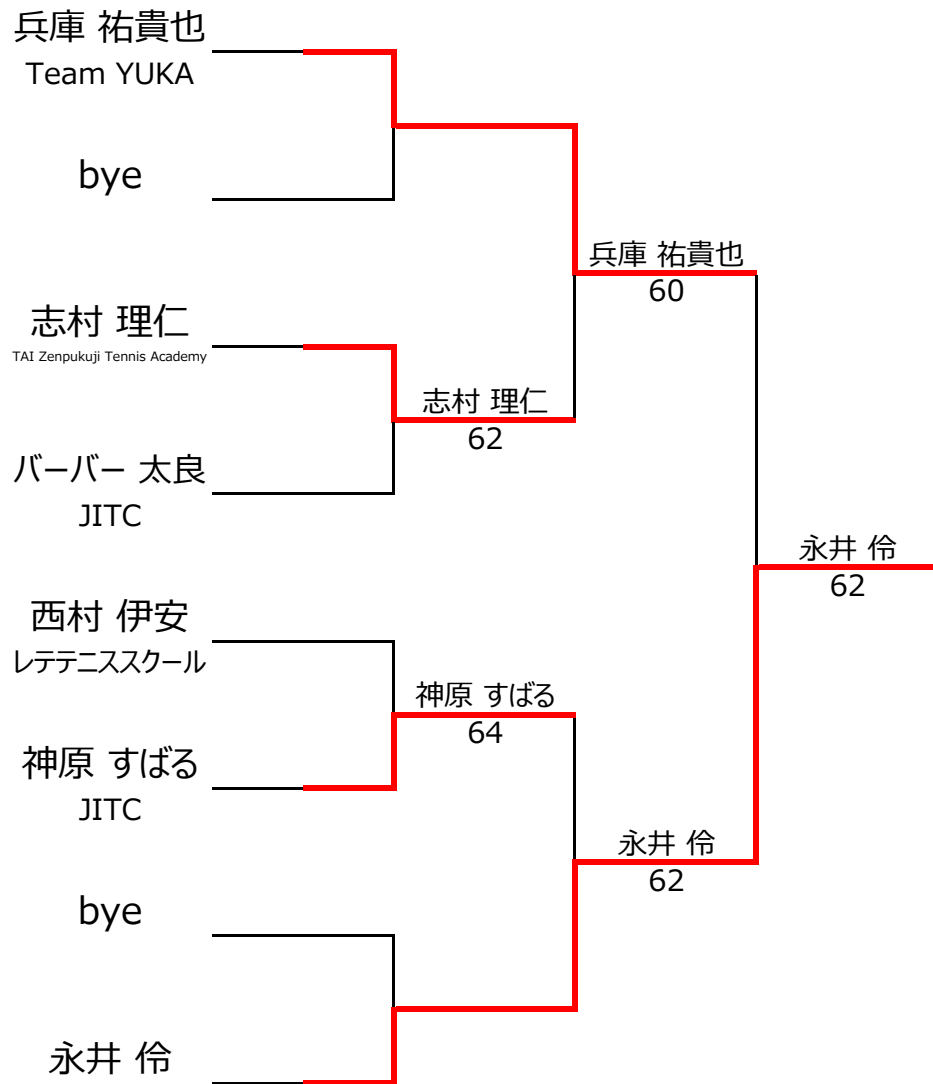 兵庫 祐貴也
Team YUKA
bye
志村 理仁
TAI Zenpukuji Tennis Academy
バーバー 太良
JITC
西村 伊安
レテテニススクール
神原 すばる
JITC
bye
永井 伶
志村 理仁
62
神原 すばる
64
兵庫 祐貴也
60
永井 伶
62
永井 伶
62